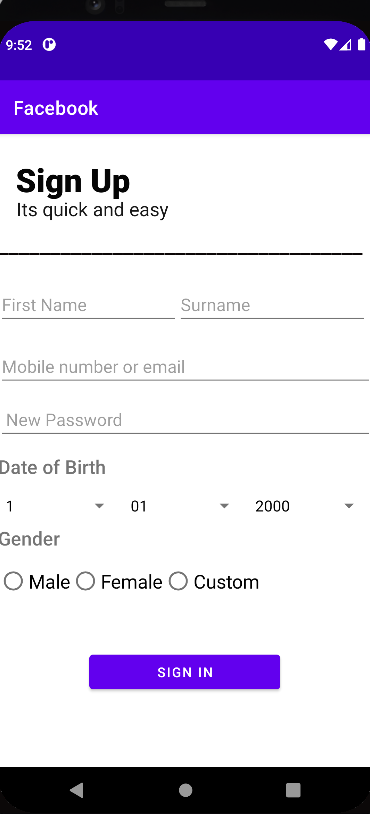 9:52
Facebook
Sign Up
Its quick and easy
First Name Surname
Mobile number or email
New Password
Date of Birth
1 01 2000
Gender
Male Female Custom
SIGN IN